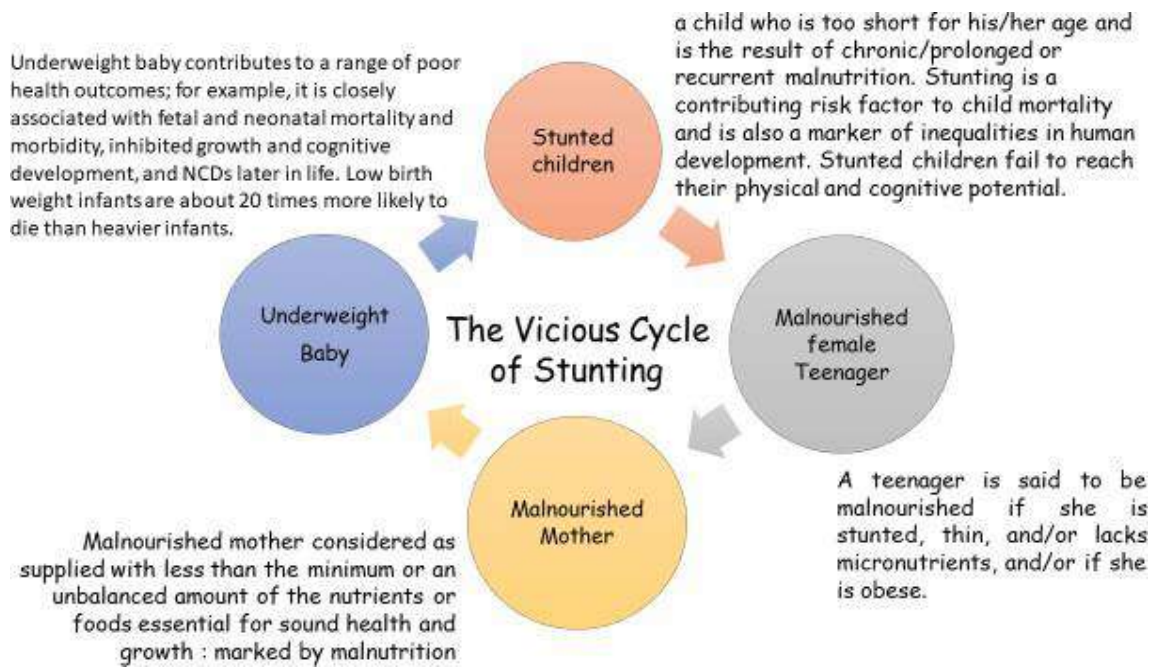 Underweight baby contributes to a range of poor
health outcomes; for example, it is closely
associated with fetal and neonatal mortality and
morbidity, inhibited growth and cognitive
development, and NCDs later in life. Low birth
weight infants are about 20 times more likely to
die than heavier infants.
Stunted
children
a child who is too short for his/her age and
is the result of chronic/prolonged or
recurrent malnutrition. Stunting is a
contributing risk factor to child mortality
and is also a marker of inequalities in human
development. Stunted children fail to reach
their physical and cognitive potential.
Underweight
Baby
The Vicious Cycle
of Stunting
Malnourished
female
Teenager
Malnourished
Mother
A teenager is said to be
malnourished if she is
stunted, thin, and/or lacks
micronutrients, and/or if she
is obese.
Malnourished mother considered as
supplied with less than the minimum or an
unbalanced amount of the nutrients or
foods essential for sound health and
growth : marked by malnutrition